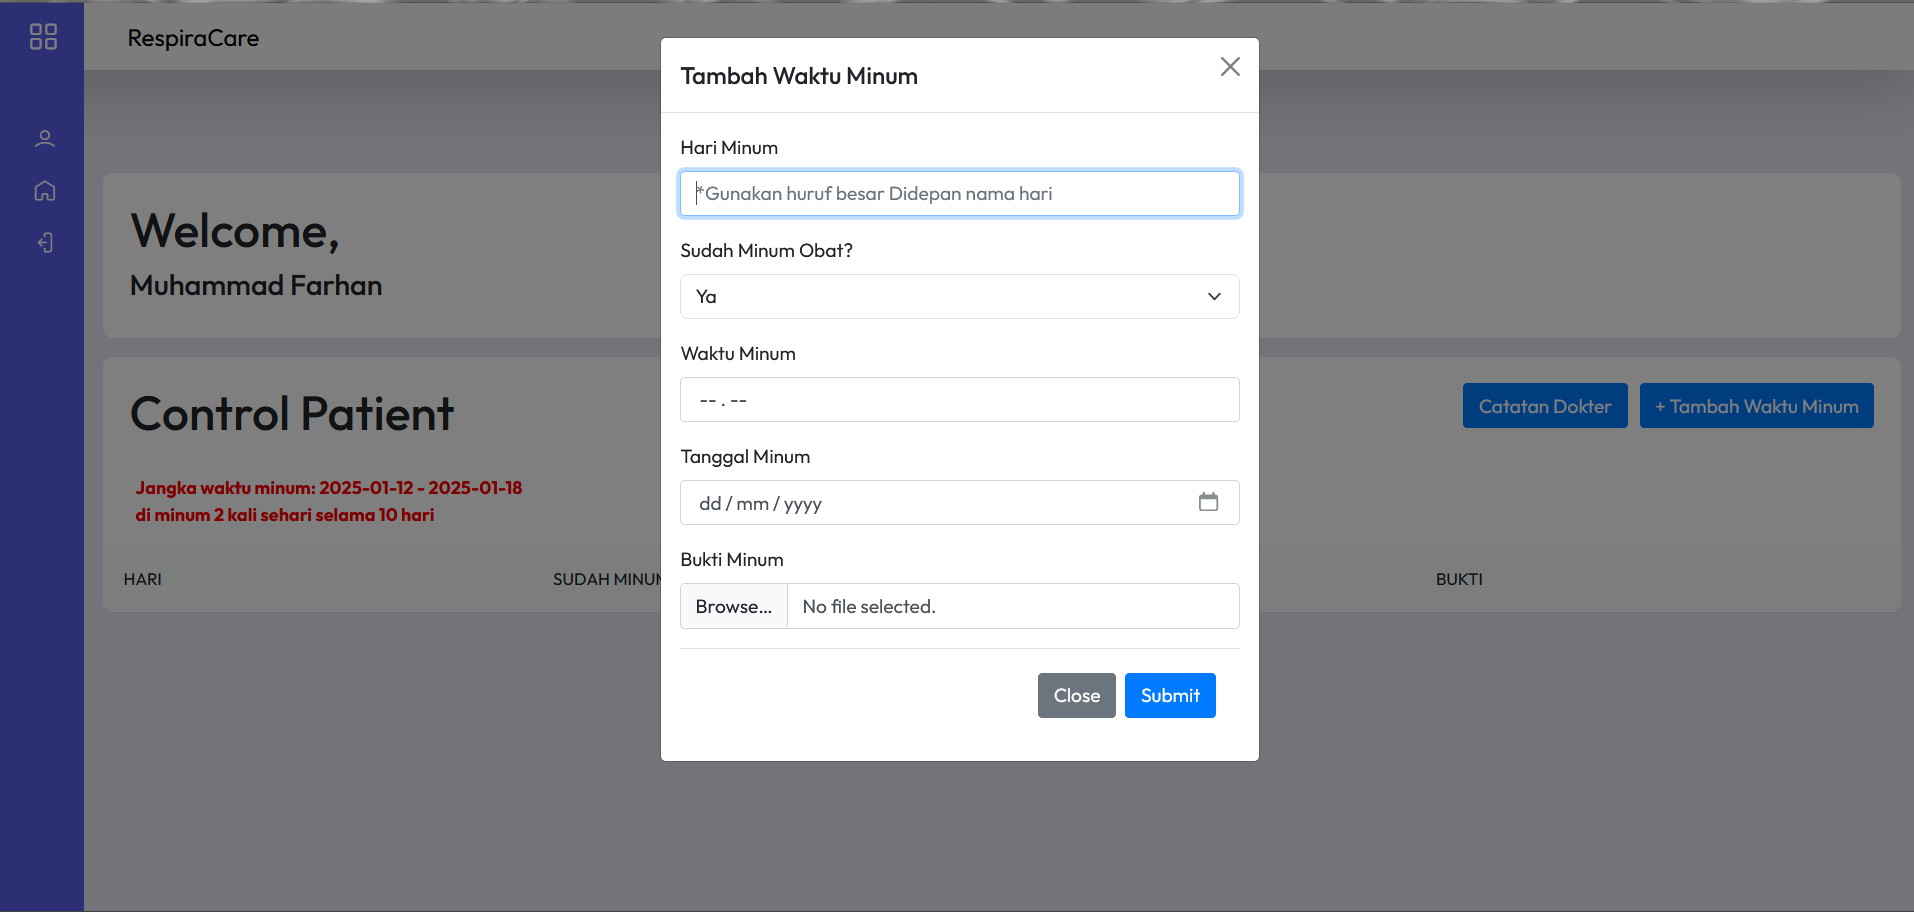 RespiraCare
Welcome,
Muhammad Farhan
Control Patient
Catatan Dokter
+ Tambah Waktu Minum
Jangka waktu minum: 2025-01-12 - 2025-01-18
di minum 2 kali sehari selama 10 hari
HARI
SUDAH MINUM
BUKTI
Tambah Waktu Minum
Hari Minum
*Gunakan huruf besar Didepan nama hari
Sudah Minum Obat?
Ya
Waktu Minum
-- . --
Tanggal Minum
dd / mm / yyyy
Bukti Minum
Browse... No file selected.
Close
Submit